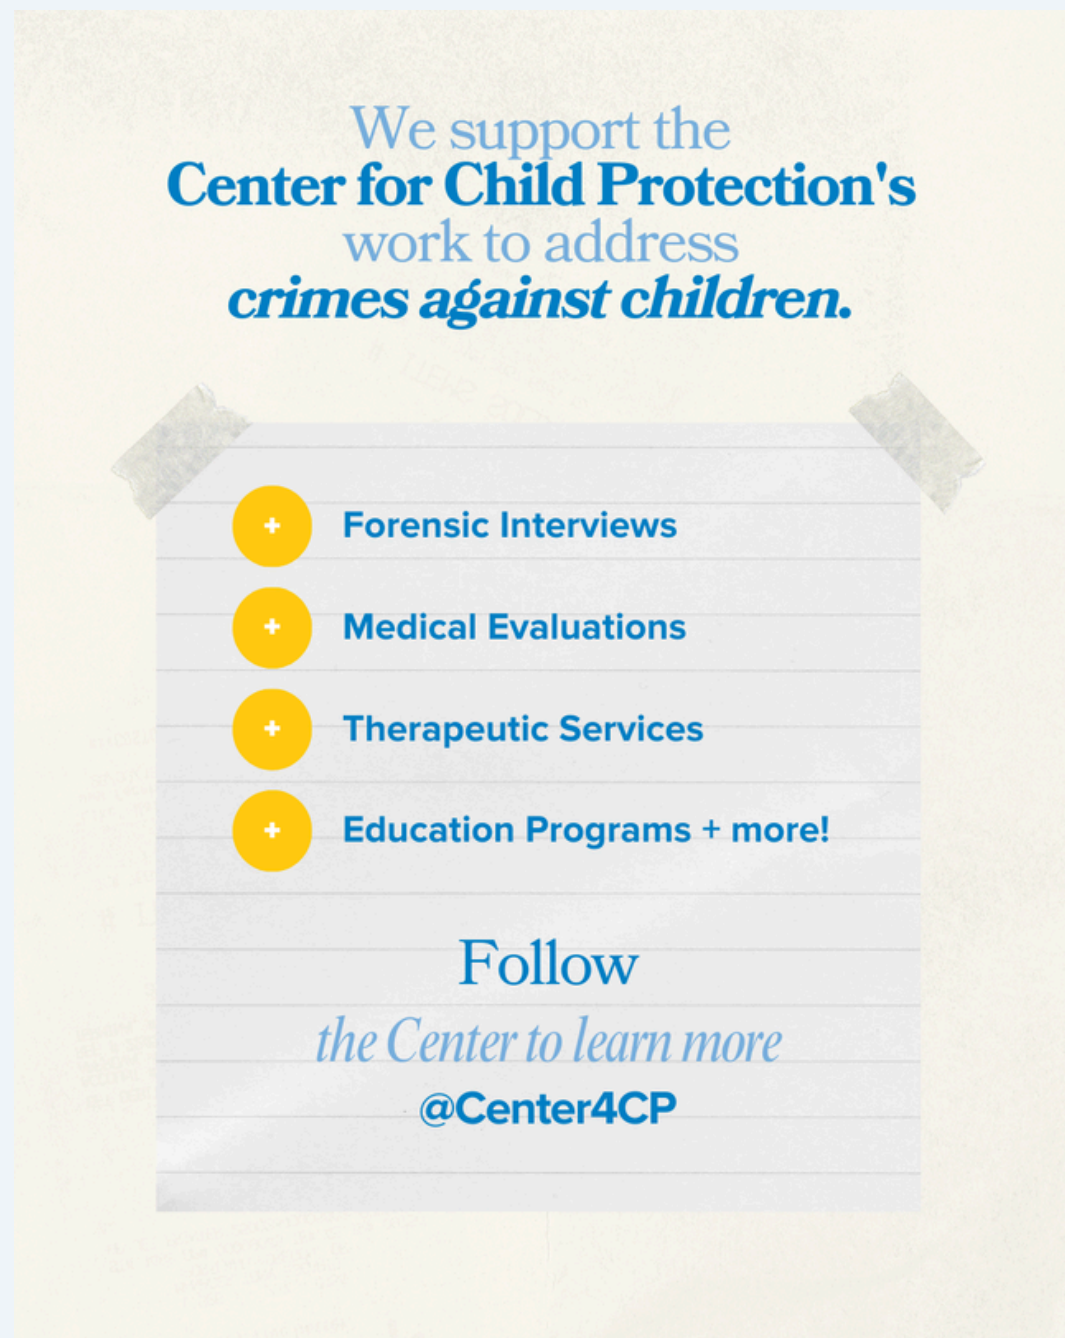 We support the
Center for Child Protection's
work to address
crimes against children.
+ Forensic Interviews
+ Medical Evaluations
+ Therapeutic Services
+ Education Programs + more!
Follow
the Center to learn more
@Center4CP